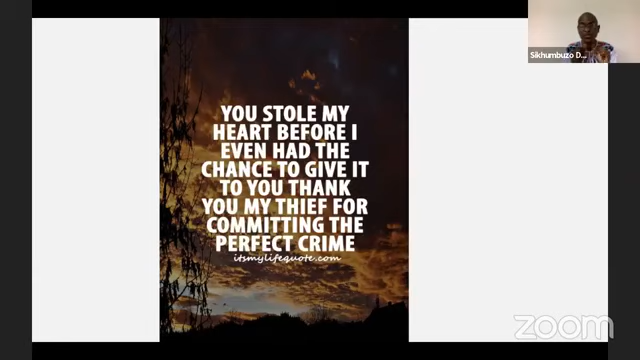 YOU STOLE MY
HEART BEFORE I
EVEN HAD THE
CHANCE TO GIVE IT
TO YOU THANK
YOU MY THIEF FOR
COMMITTING THE
PERFECT CRIME
itsmylifequote.com
Sikhumbuzo D...
zoom